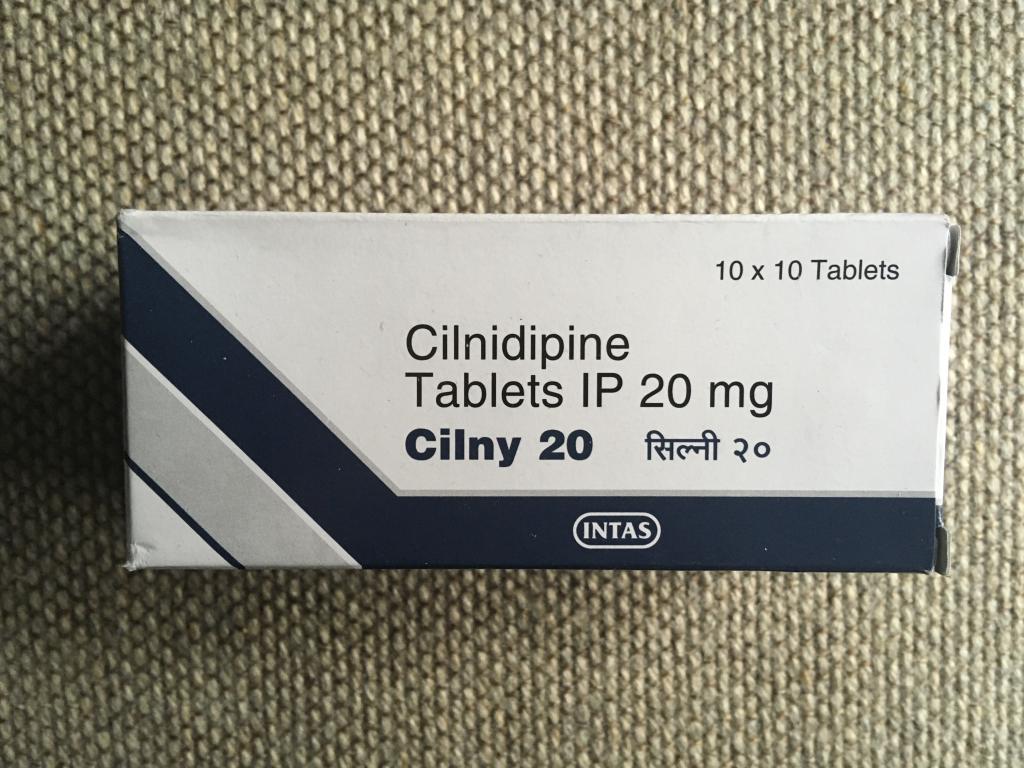 10 x 10 Tablets
Cilnidipine
Tablets IP 20 mg
Cilny 20 सिल्नी २०
INTAS